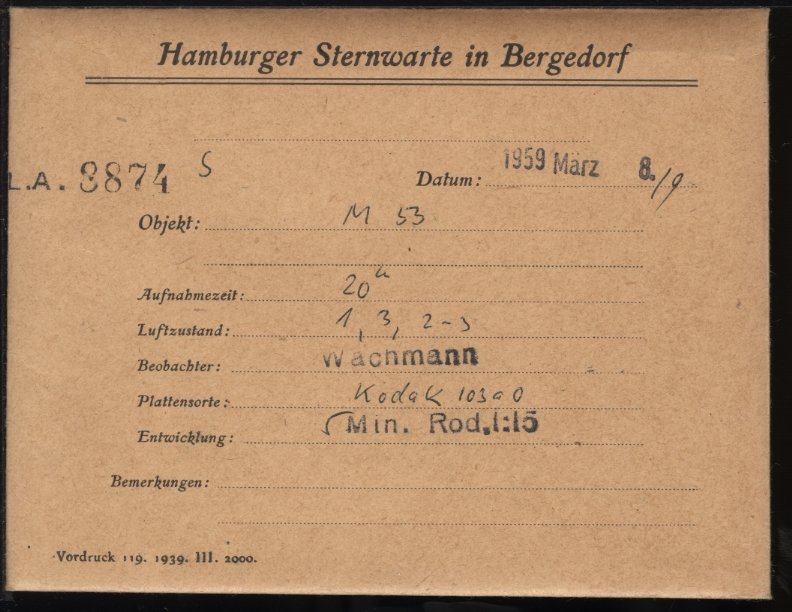 Hamburger Sternwarte in Bergedorf
L.A. 8874 S
Datum: 1959 März 8./9
Objekt: M 53
Aufnahmezeit: 20ᵐ
Luftzustand: 1, 3, 2-3
Beobachter: Wachmann
Plattensorte: Kodak 103a0
Entwicklung: 5 Min. Rod. 1:15
Bemerkungen:
Vordruck 119. 1939. III. 2000.